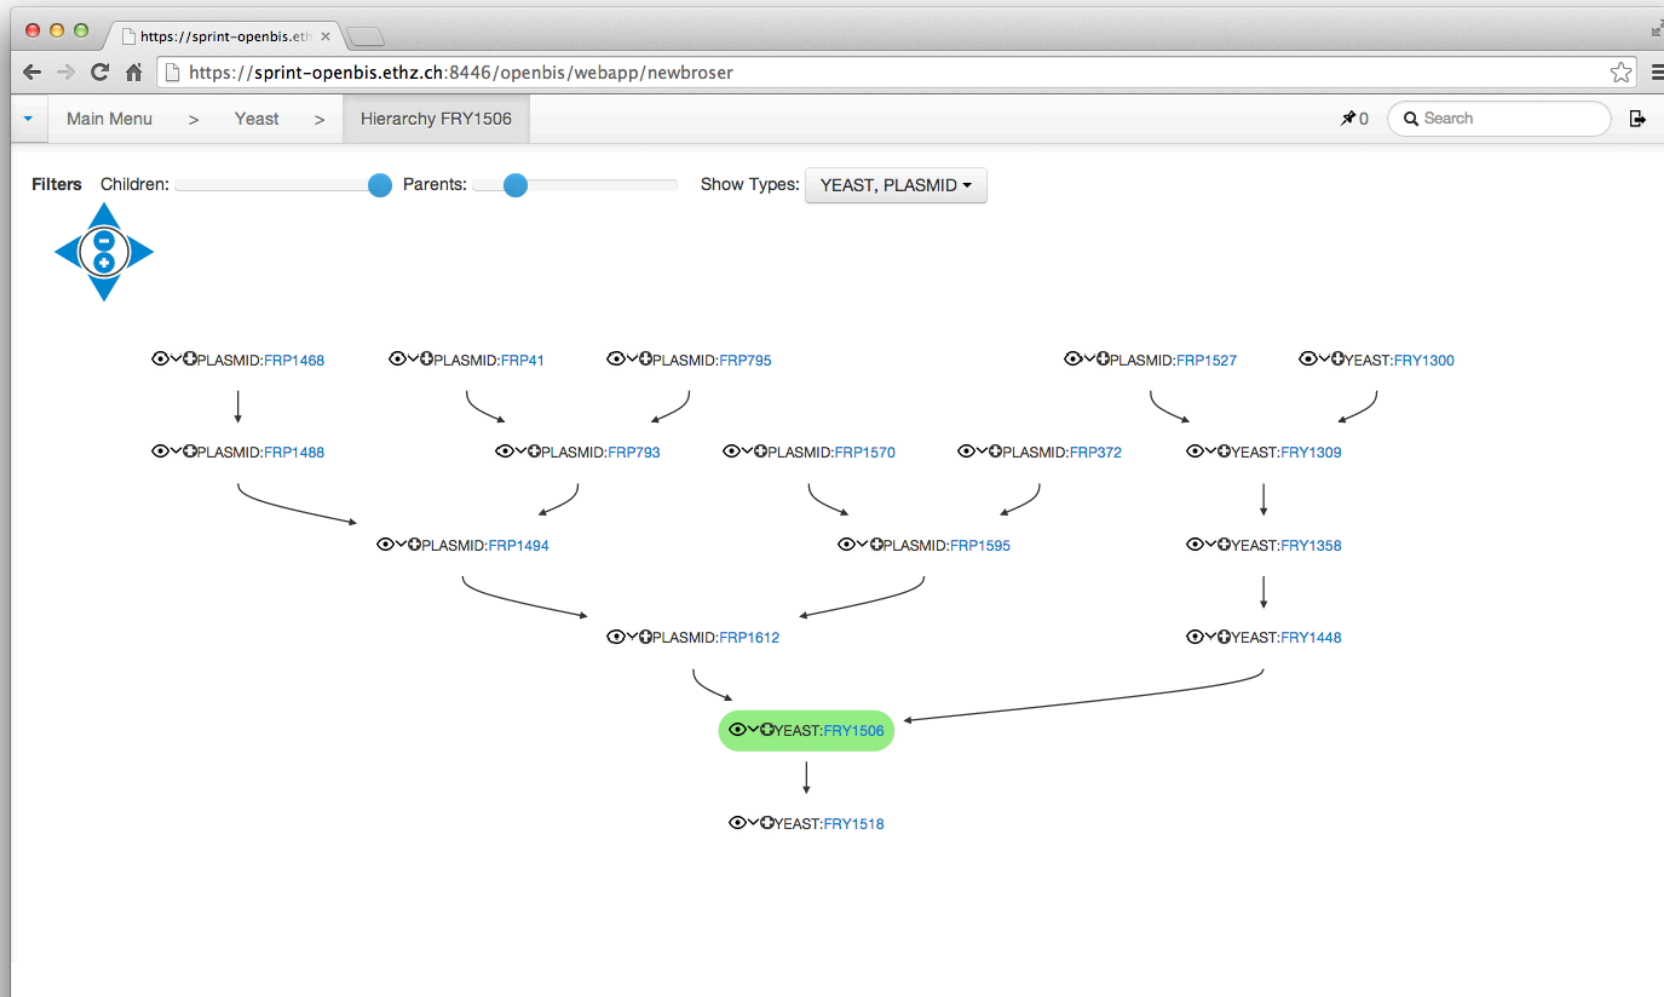 https://sprint-openbis.eth
https://sprint-openbis.ethz.ch:8446/openbis/webapp/newbroser
Main Menu > Yeast > Hierarchy FRY1506 0 Search
Filters Children: Parents: Show Types: YEAST, PLASMID
PLASMID:FRP1468 PLASMID:FRP41 PLASMID:FRP795 PLASMID:FRP1527 YEAST:FRY1300
PLASMID:FRP1488 PLASMID:FRP793 PLASMID:FRP1570 PLASMID:FRP372 YEAST:FRY1309
PLASMID:FRP1494 PLASMID:FRP1595 YEAST:FRY1358
PLASMID:FRP1612 YEAST:FRY1448
YEAST:FRY1506
YEAST:FRY1518